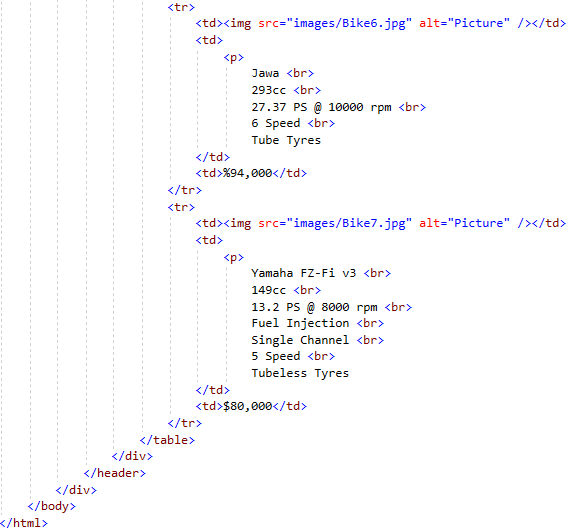 <tr>
<td><img src="images/Bike6.jpg" alt="Picture" /></td>
<td>
<p>
Jawa <br>
293cc <br>
27.37 PS @ 10000 rpm <br>
6 Speed <br>
Tube Tyres
</td>
<td>%94,000</td>
</tr>
<tr>
<td><img src="images/Bike7.jpg" alt="Picture" /></td>
<td>
<p>
Yamaha FZ-Fi v3 <br>
149cc <br>
13.2 PS @ 8000 rpm <br>
Fuel Injection <br>
Single Channel <br>
5 Speed <br>
Tubeless Tyres
</td>
<td>$80,000</td>
</tr>
</table>
</div>
</header>
</div>
</body>
</html>